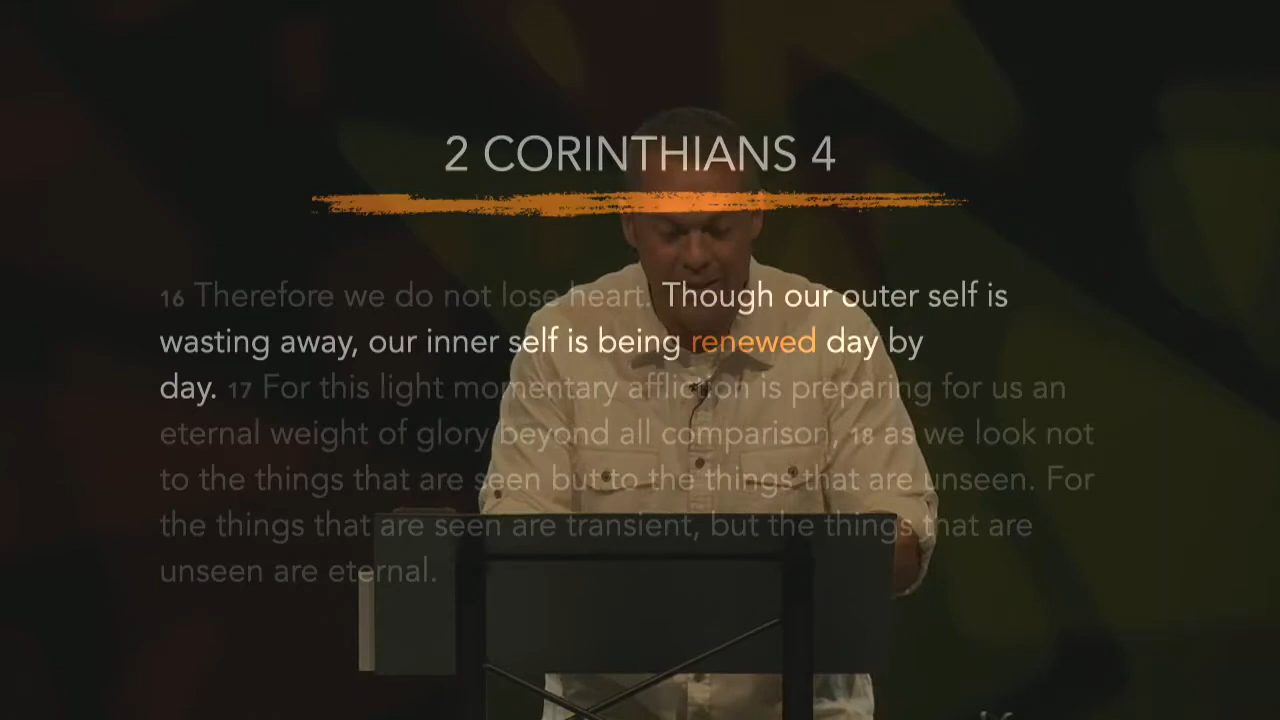 2 CORINTHIANS 4
16 Therefore we do not lose heart. Though our outer self is
wasting away, our inner self is being renewed day by
day. 17 For this light momentary affliction is preparing for us an
eternal weight of glory beyond all comparison, 18 as we look not
to the things that are seen but to the things that are unseen. For
the things that are seen are transient, but the things that are
unseen are eternal.